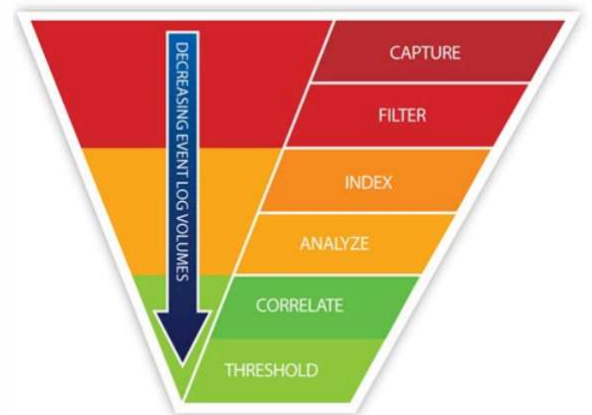 DECREASING EVENT LOG VOLUMES
CAPTURE
FILTER
INDEX
ANALYZE
CORRELATE
THRESHOLD